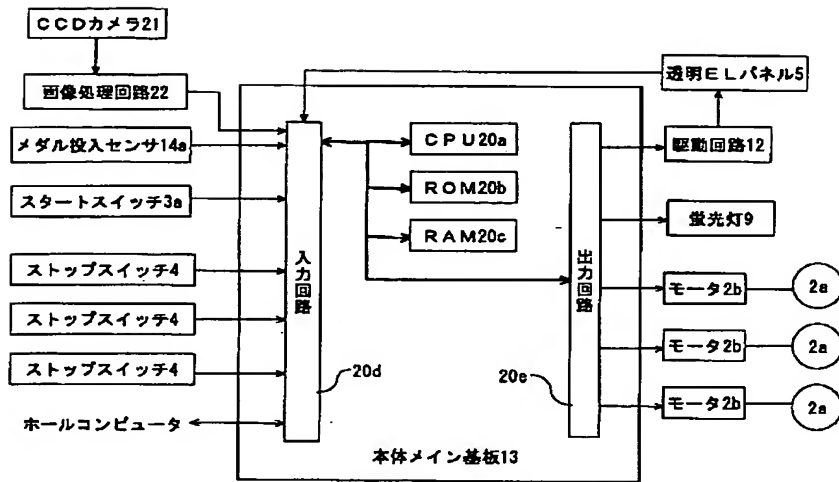 CCDカメラ21
画像処理回路22
メダル投入センサ14a
スタートスイッチ3a
ストップスイッチ4
ストップスイッチ4
ストップスイッチ4
ホールコンピュータ
入力回路
20d
CPU20a
ROM20b
RAM20c
出力回路
20e
本体メイン基板13
透明ELパネル5
駆動回路12
蛍光灯9
モータ2b
2a
モータ2b
2a
モータ2b
2a